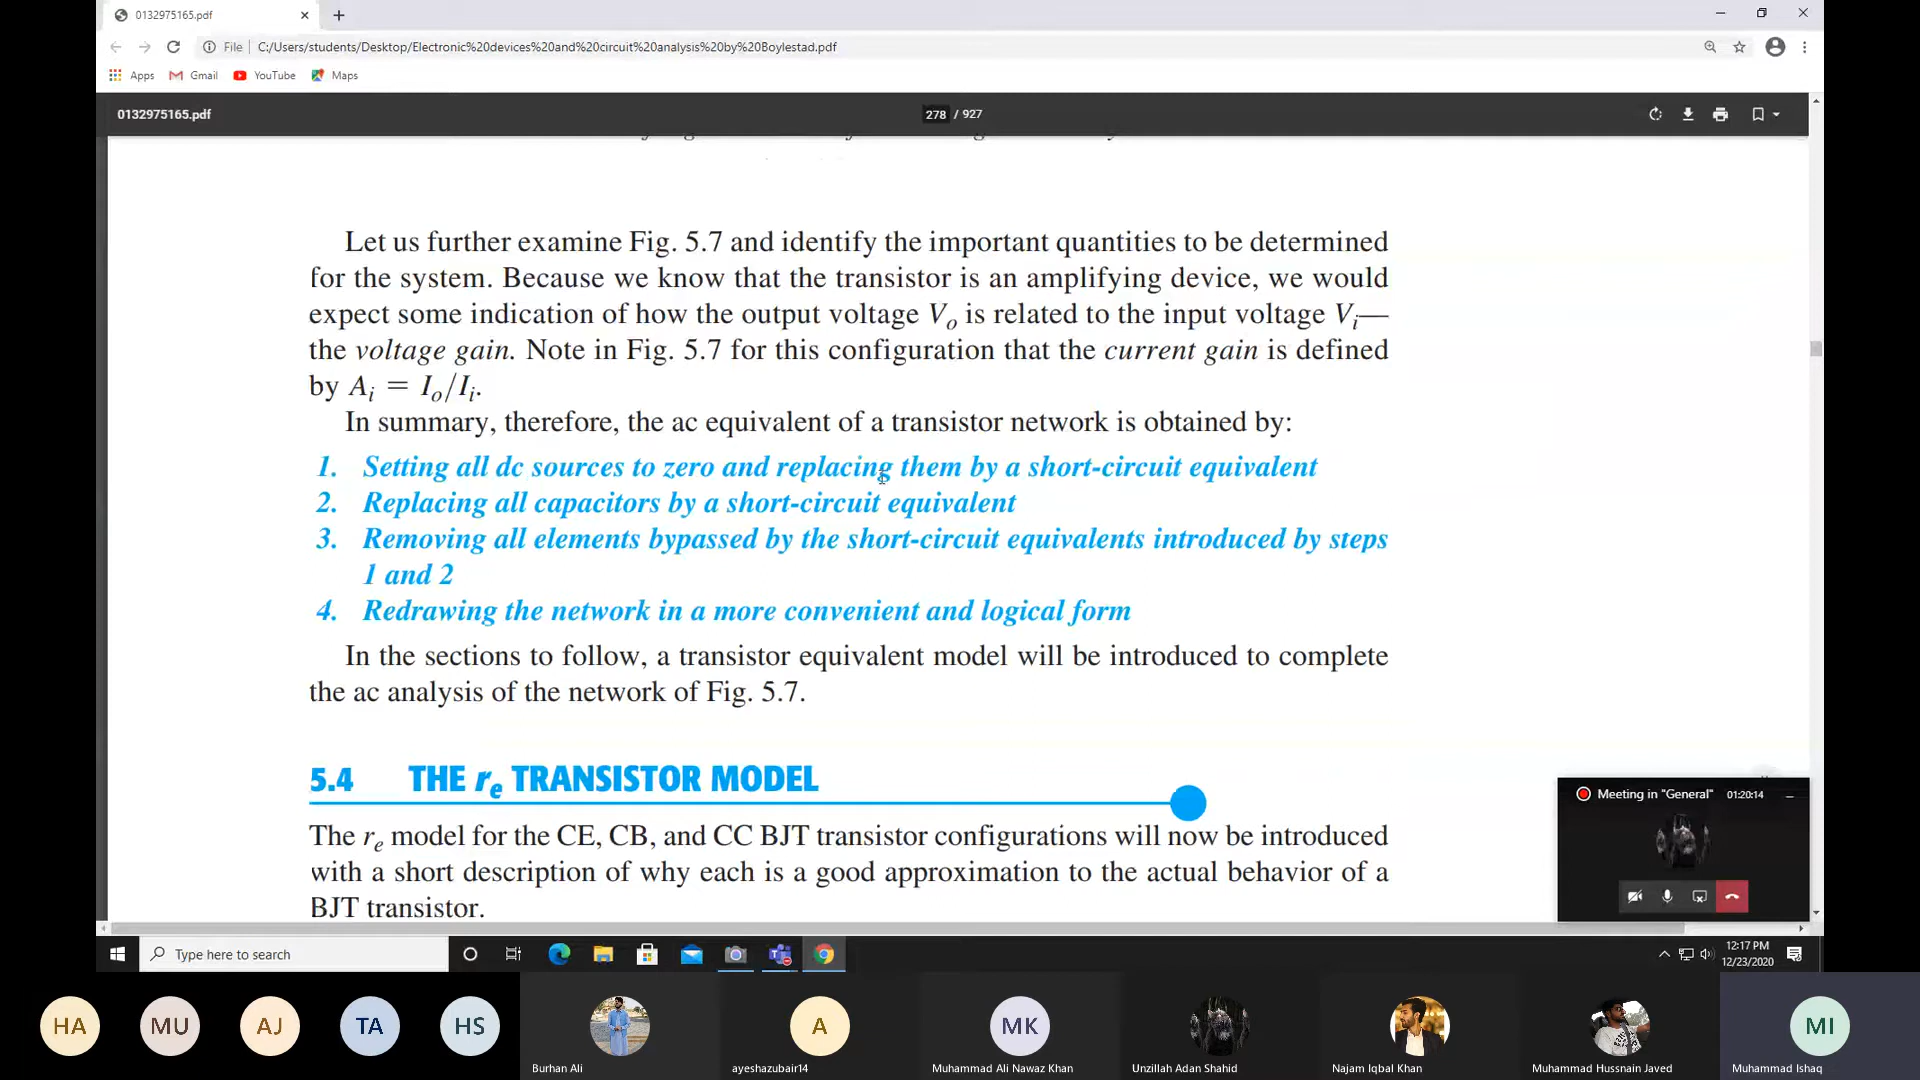 0132975165.pdf
File
C:/Users/students/Desktop/Electronic%20devices%20and%20circuit%20analysis%20by%20Boylestad.pdf
Apps
Gmail
YouTube
Maps
0132975165.pdf
278 / 927
Let us further examine Fig. 5.7 and identify the important quantities to be determined
for the system. Because we know that the transistor is an amplifying device, we would
expect some indication of how the output voltage Vo is related to the input voltage Vi—
the voltage gain. Note in Fig. 5.7 for this configuration that the current gain is defined
by Ai = Io/Ii.
In summary, therefore, the ac equivalent of a transistor network is obtained by:
1. Setting all dc sources to zero and replacing them by a short-circuit equivalent
2. Replacing all capacitors by a short-circuit equivalent
3. Removing all elements bypassed by the short-circuit equivalents introduced by steps
1 and 2
4. Redrawing the network in a more convenient and logical form
In the sections to follow, a transistor equivalent model will be introduced to complete
the ac analysis of the network of Fig. 5.7.
5.4 THE re TRANSISTOR MODEL
The re model for the CE, CB, and CC BJT transistor configurations will now be introduced
with a short description of why each is a good approximation to the actual behavior of a
BJT transistor.
Meeting in "General" 01:20:14
Type here to search
12:17 PM
12/23/2020
HA
MU
AJ
TA
HS
A
MK
MI
Burhan Ali
ayeshazubair14
Muhammad Ali Nawaz Khan
Unzillah Adan Shahid
Najam Iqbal Khan
Muhammad Hussnain Javed
Muhammad Ishaq